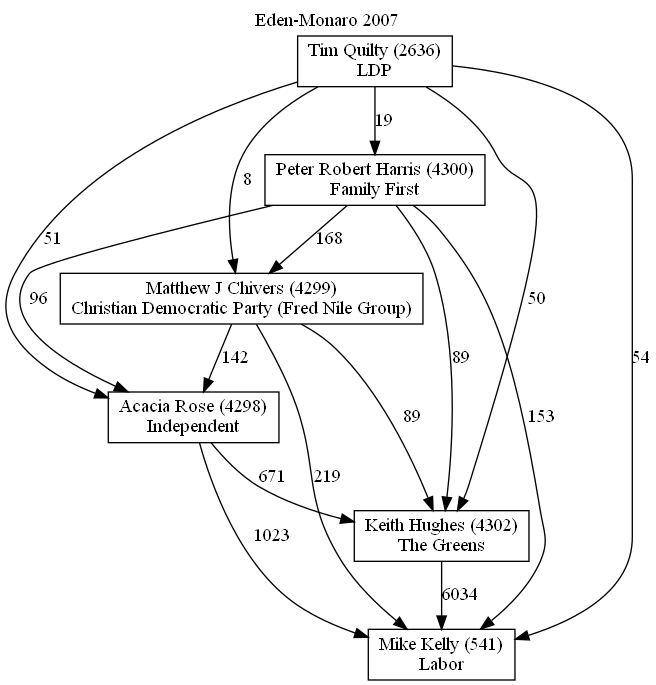 Eden-Monaro 2007
Tim Quilty (2636)
LDP
19
Peter Robert Harris (4300)
Family First
8
51
168
96
50
Matthew J Chivers (4299)
Christian Democratic Party (Fred Nile Group)
142
89
54
Acacia Rose (4298)
Independent
89
153
671
219
1023
Keith Hughes (4302)
The Greens
6034
Mike Kelly (541)
Labor